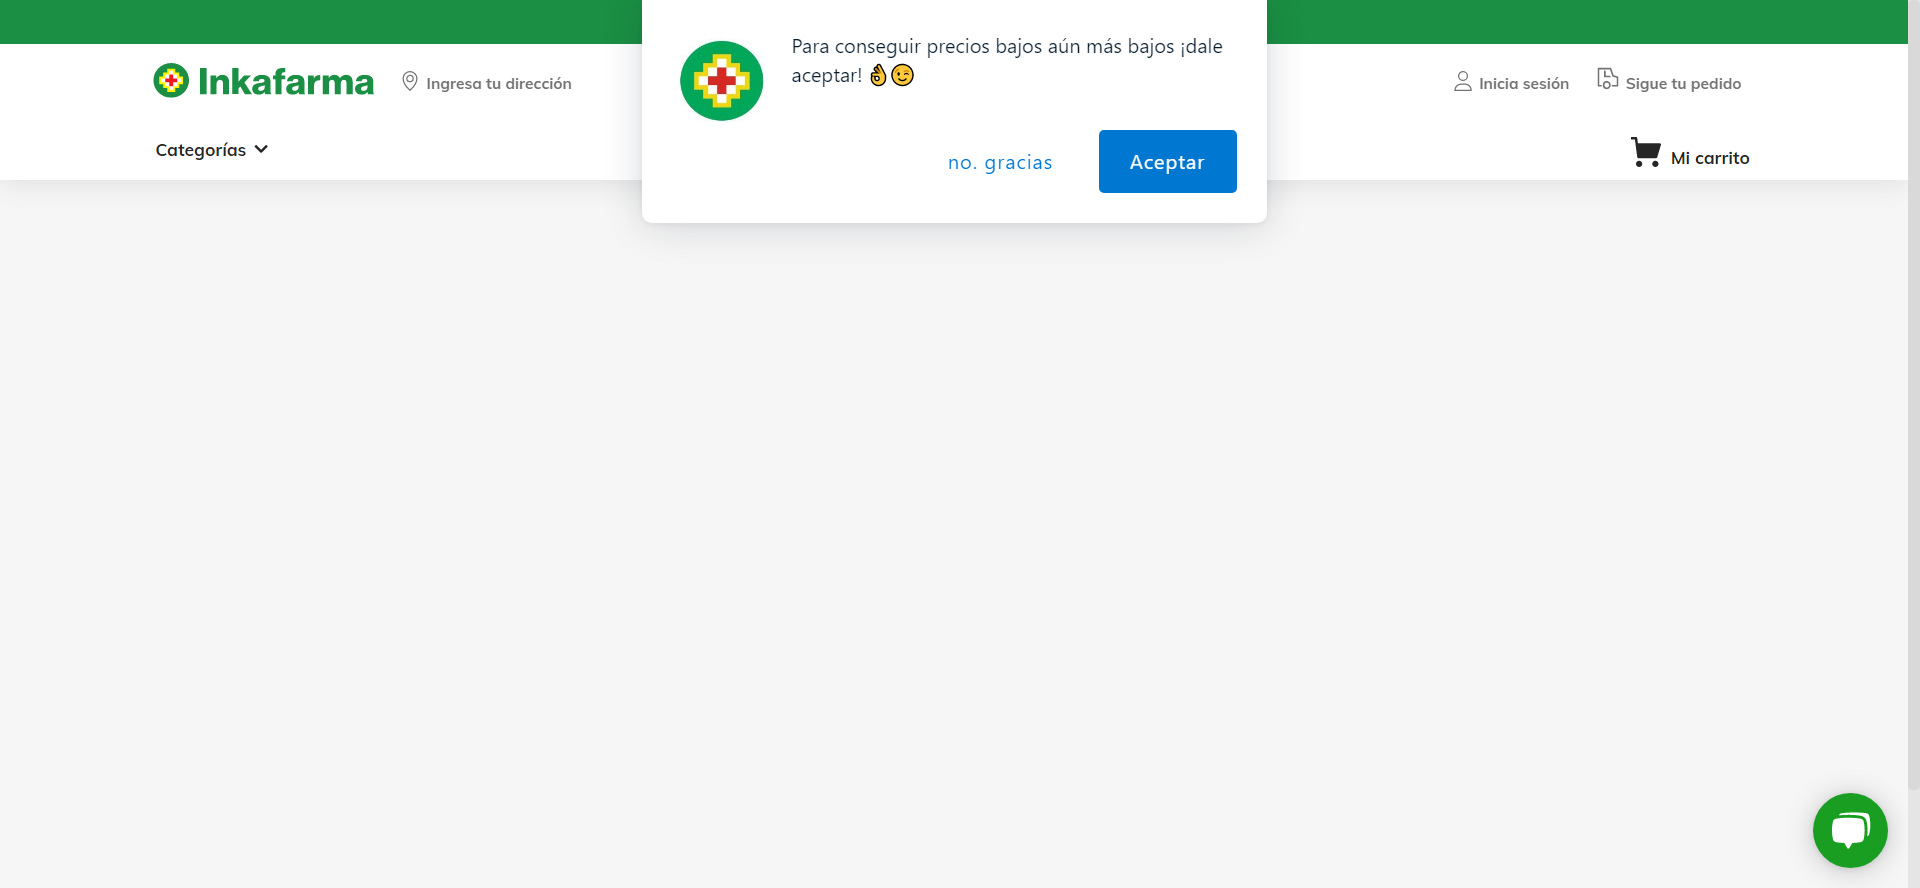 Para conseguir precios bajos aún más bajos ¡dale
aceptar! 👌😉
no. gracias
Aceptar
Inkafarma
Ingresa tu dirección
Inicia sesión
Sigue tu pedido
Categorías
Mi carrito